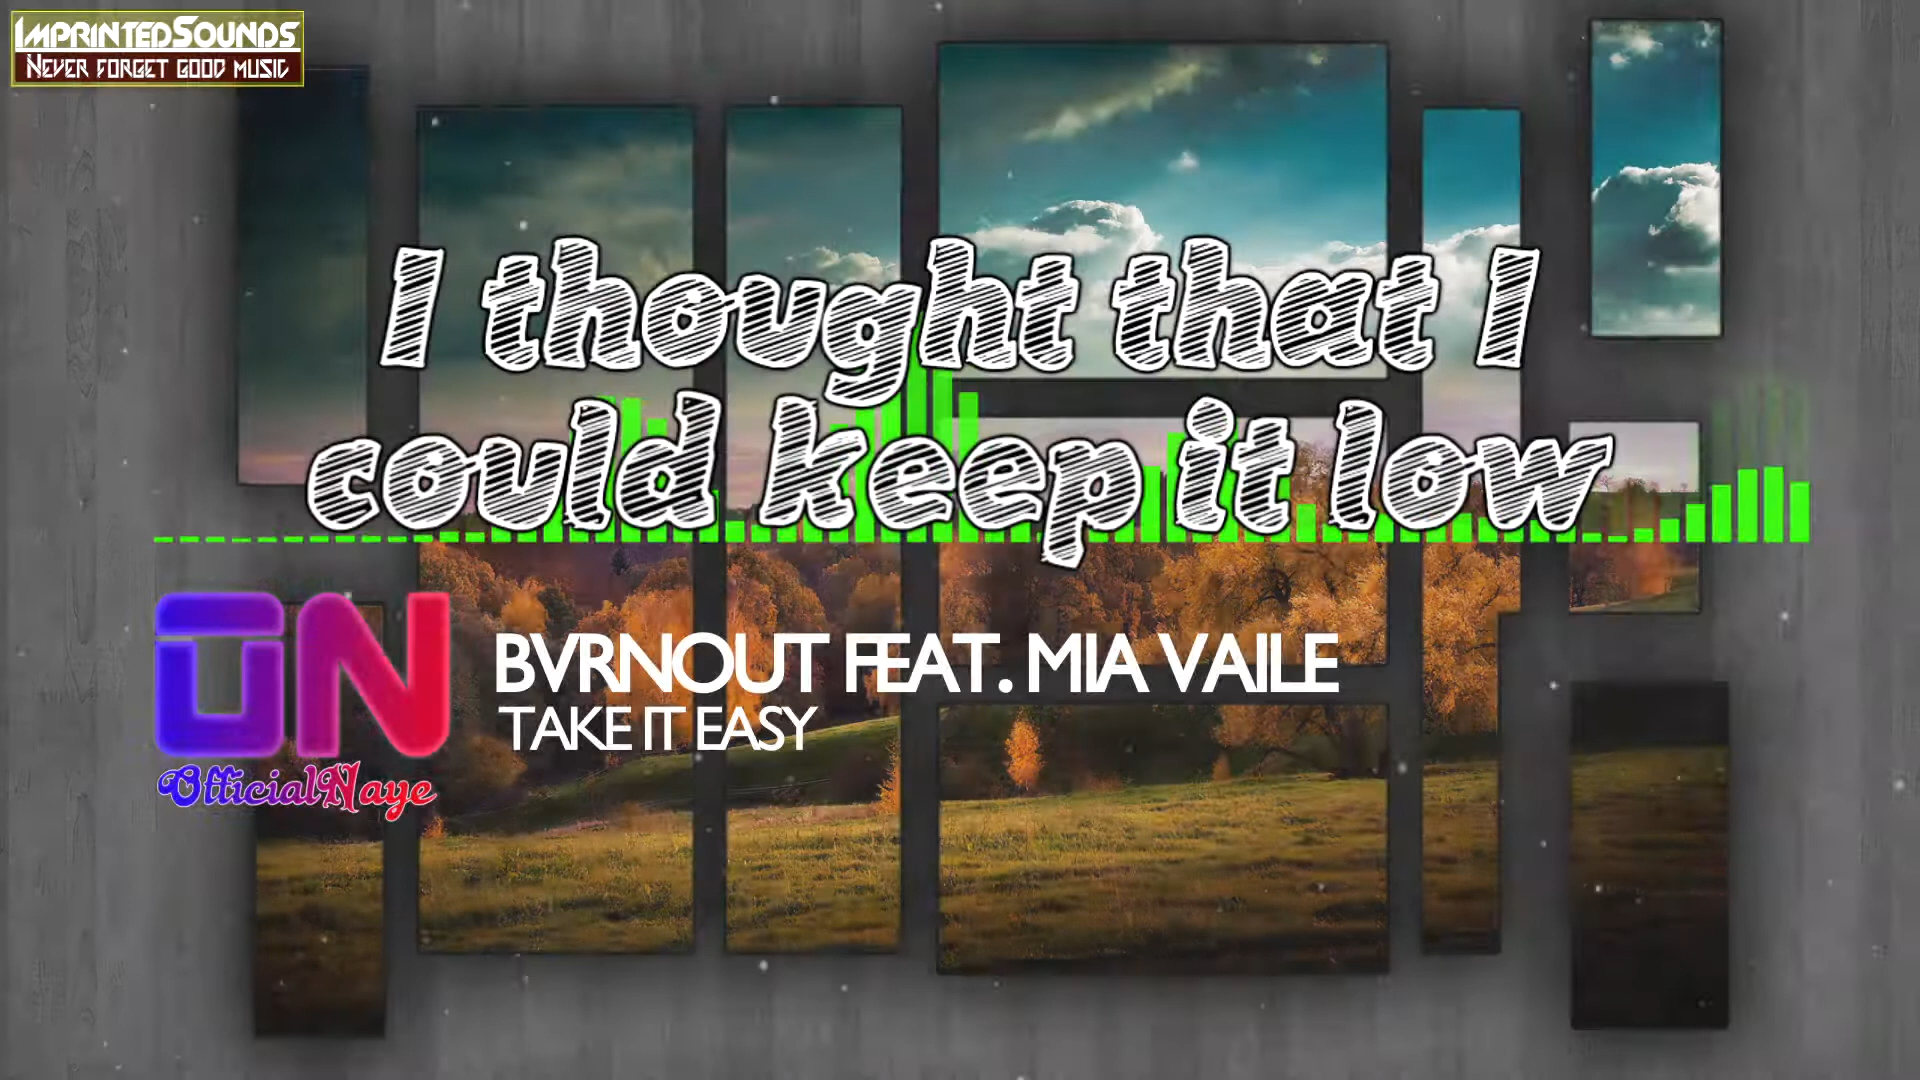 ImprintedSounds
Never forget good music
I thought that I
could keep it low
ON
OfficialNaye
BVRNOUT FEAT. MIA VAILE
TAKE IT EASY